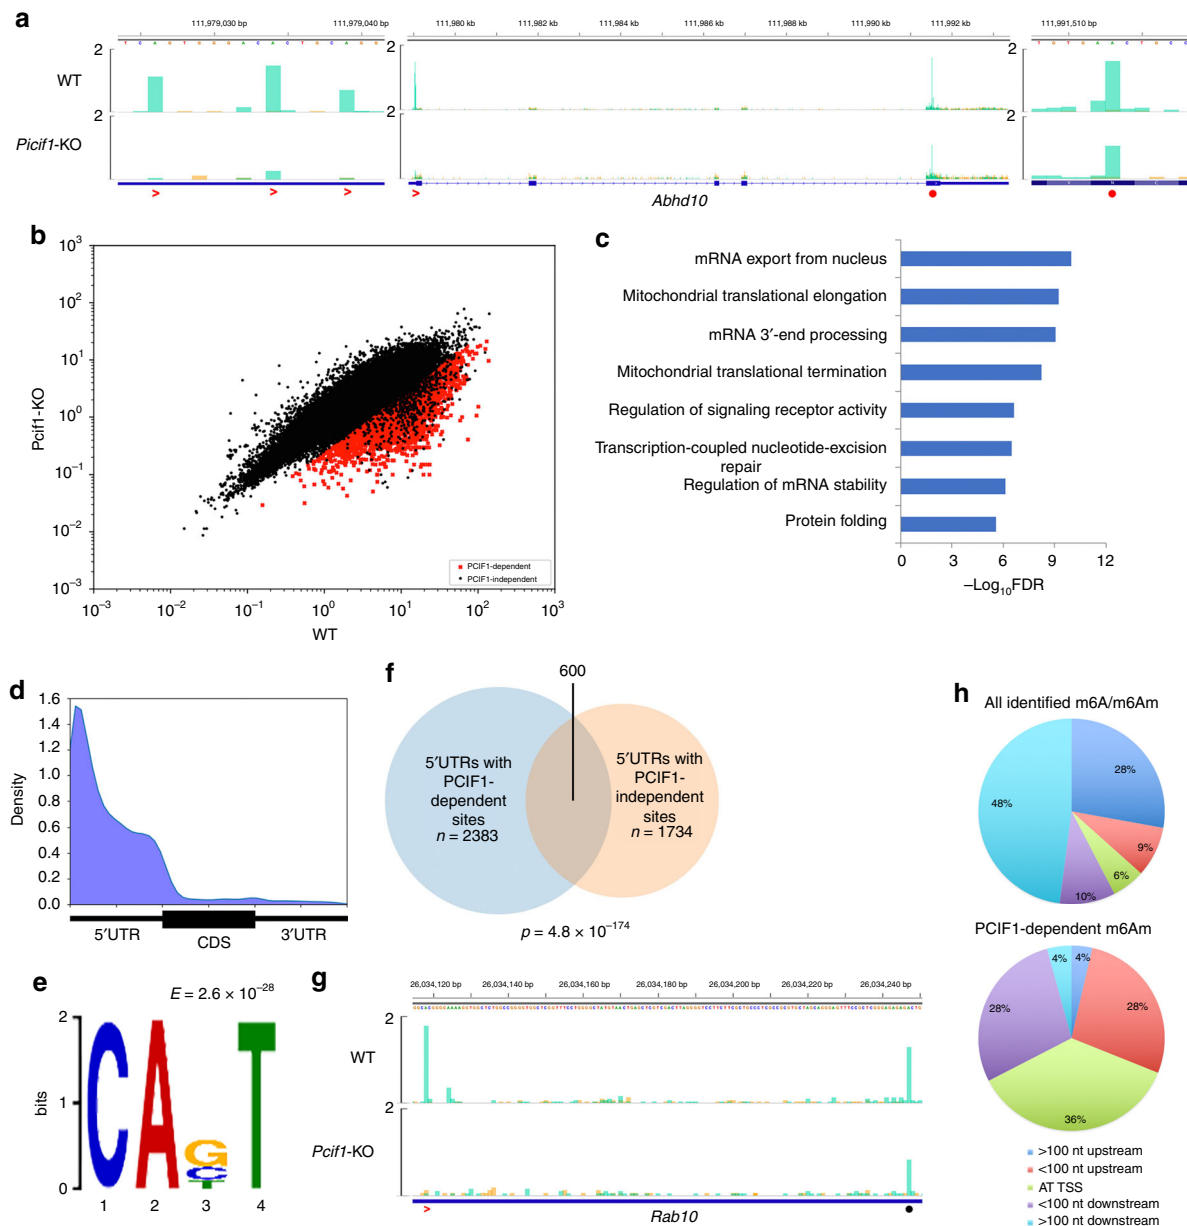 a
111,979,030 bp
111,979,040 bp
111,980 kb
111,982 kb
111,984 kb
111,986 kb
111,988 kb
111,990 kb
111,992 kb
111,991,510 bp
T C A G T G G G A C A C T G C A G G
T G T G A A C T G C C
2
2
2
WT
2
2
2
Picif1-KO
>
>
>
>
Abhd10
b
10³
10²
10¹
10⁰
10⁻¹
10⁻²
10⁻³
Pcif1-KO
PCIF1-dependent
PCIF1-independent
10⁻³
10⁻²
10⁻¹
10⁰
10¹
10²
10³
WT
c
mRNA export from nucleus
Mitochondrial translational elongation
mRNA 3′-end processing
Mitochondrial translational termination
Regulation of signaling receptor activity
Transcription-coupled nucleotide-excision
repair
Regulation of mRNA stability
Protein folding
0
3
6
9
12
–Log₁₀FDR
d
1.6
1.4
1.2
1.0
0.8
0.6
0.4
0.2
0.0
Density
5′UTR
CDS
3′UTR
e
E = 2.6 × 10⁻²⁸
2
1
0
bits
C A G T
C
T
1
2
3
4
f
600
5′UTRs with
PCIF1-
dependent
sites
n = 2383
5′UTRs with
PCIF1-
independent
sites
n = 1734
p = 4.8 × 10⁻¹⁷⁴
g
26,034,120 bp
26,034,140 bp
26,034,160 bp
26,034,180 bp
26,034,200 bp
26,034,220 bp
26,034,240 bp
2
WT
2
Pcif1-KO
2
>
Rab10
h
All identified m6A/m6Am
28%
9%
6%
10%
48%
PCIF1-dependent m6Am
4%
28%
36%
28%
4%
>100 nt upstream
<100 nt upstream
AT TSS
<100 nt downstream
>100 nt downstream